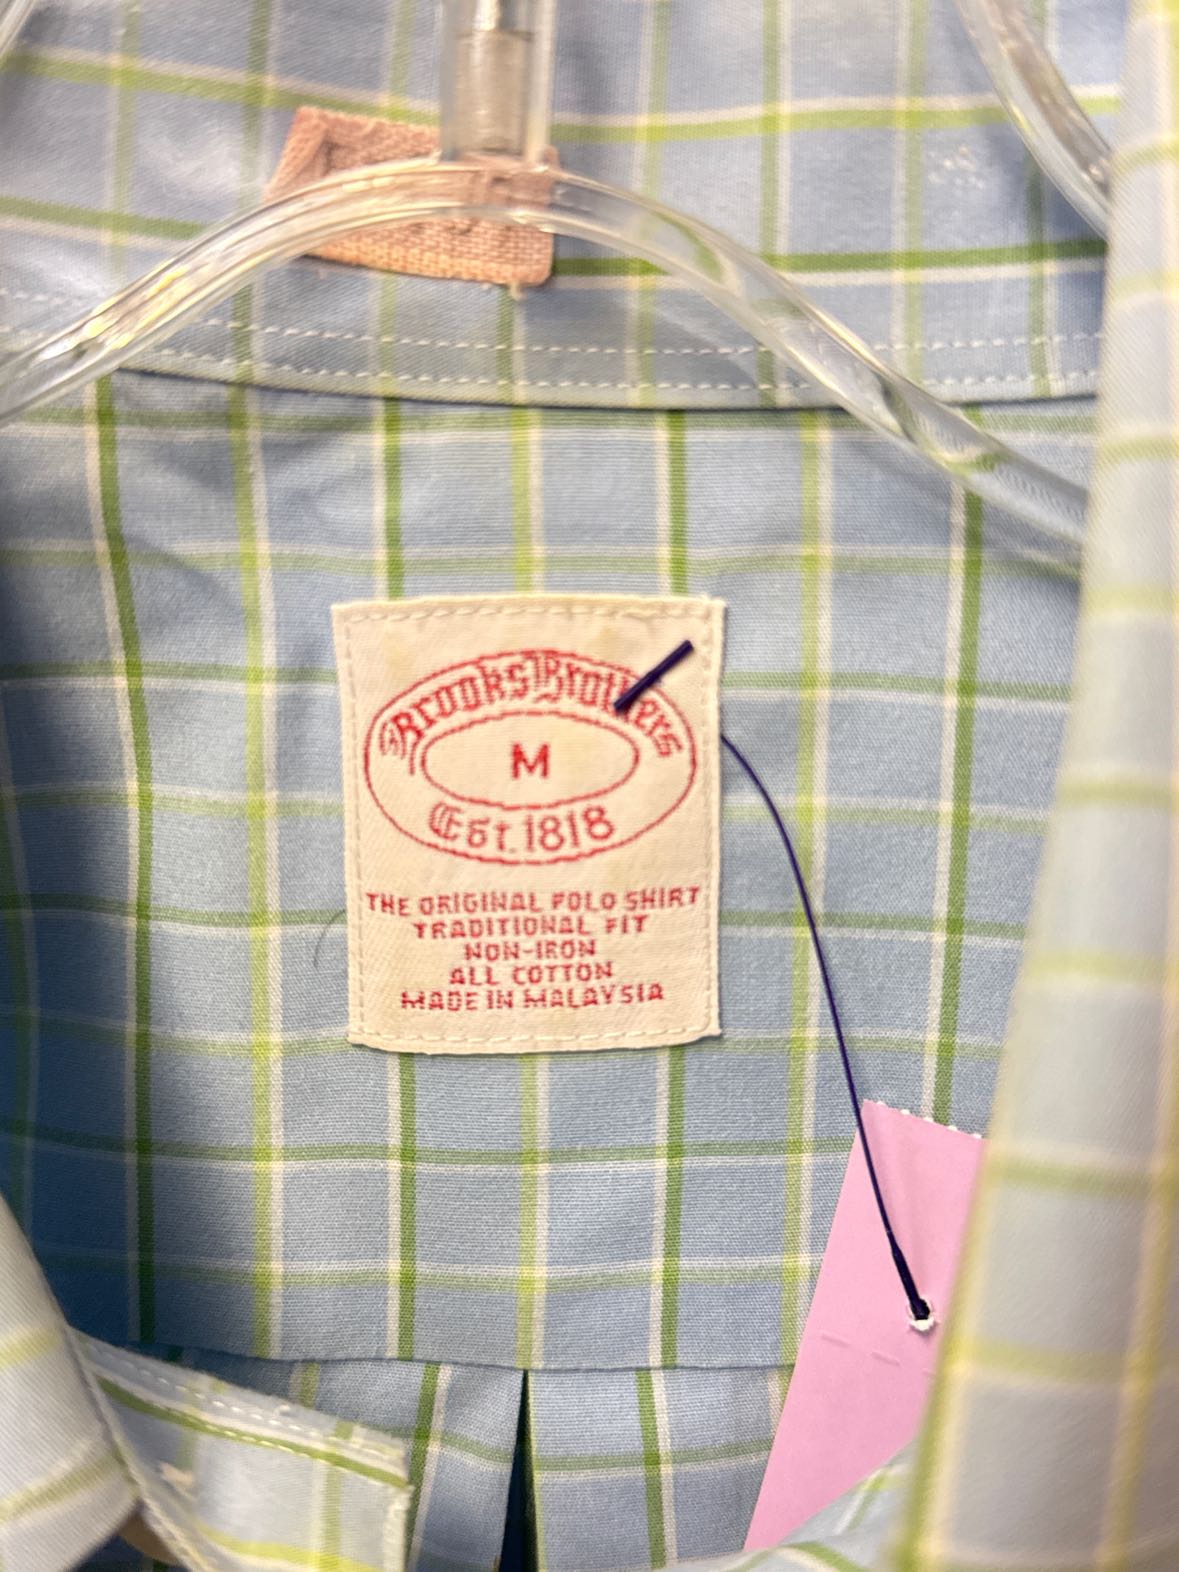 Brooks Brothers
M
Est. 1818
THE ORIGINAL POLO SHIRT
TRADITIONAL FIT
NON-IRON
ALL COTTON
MADE IN MALAYSIA